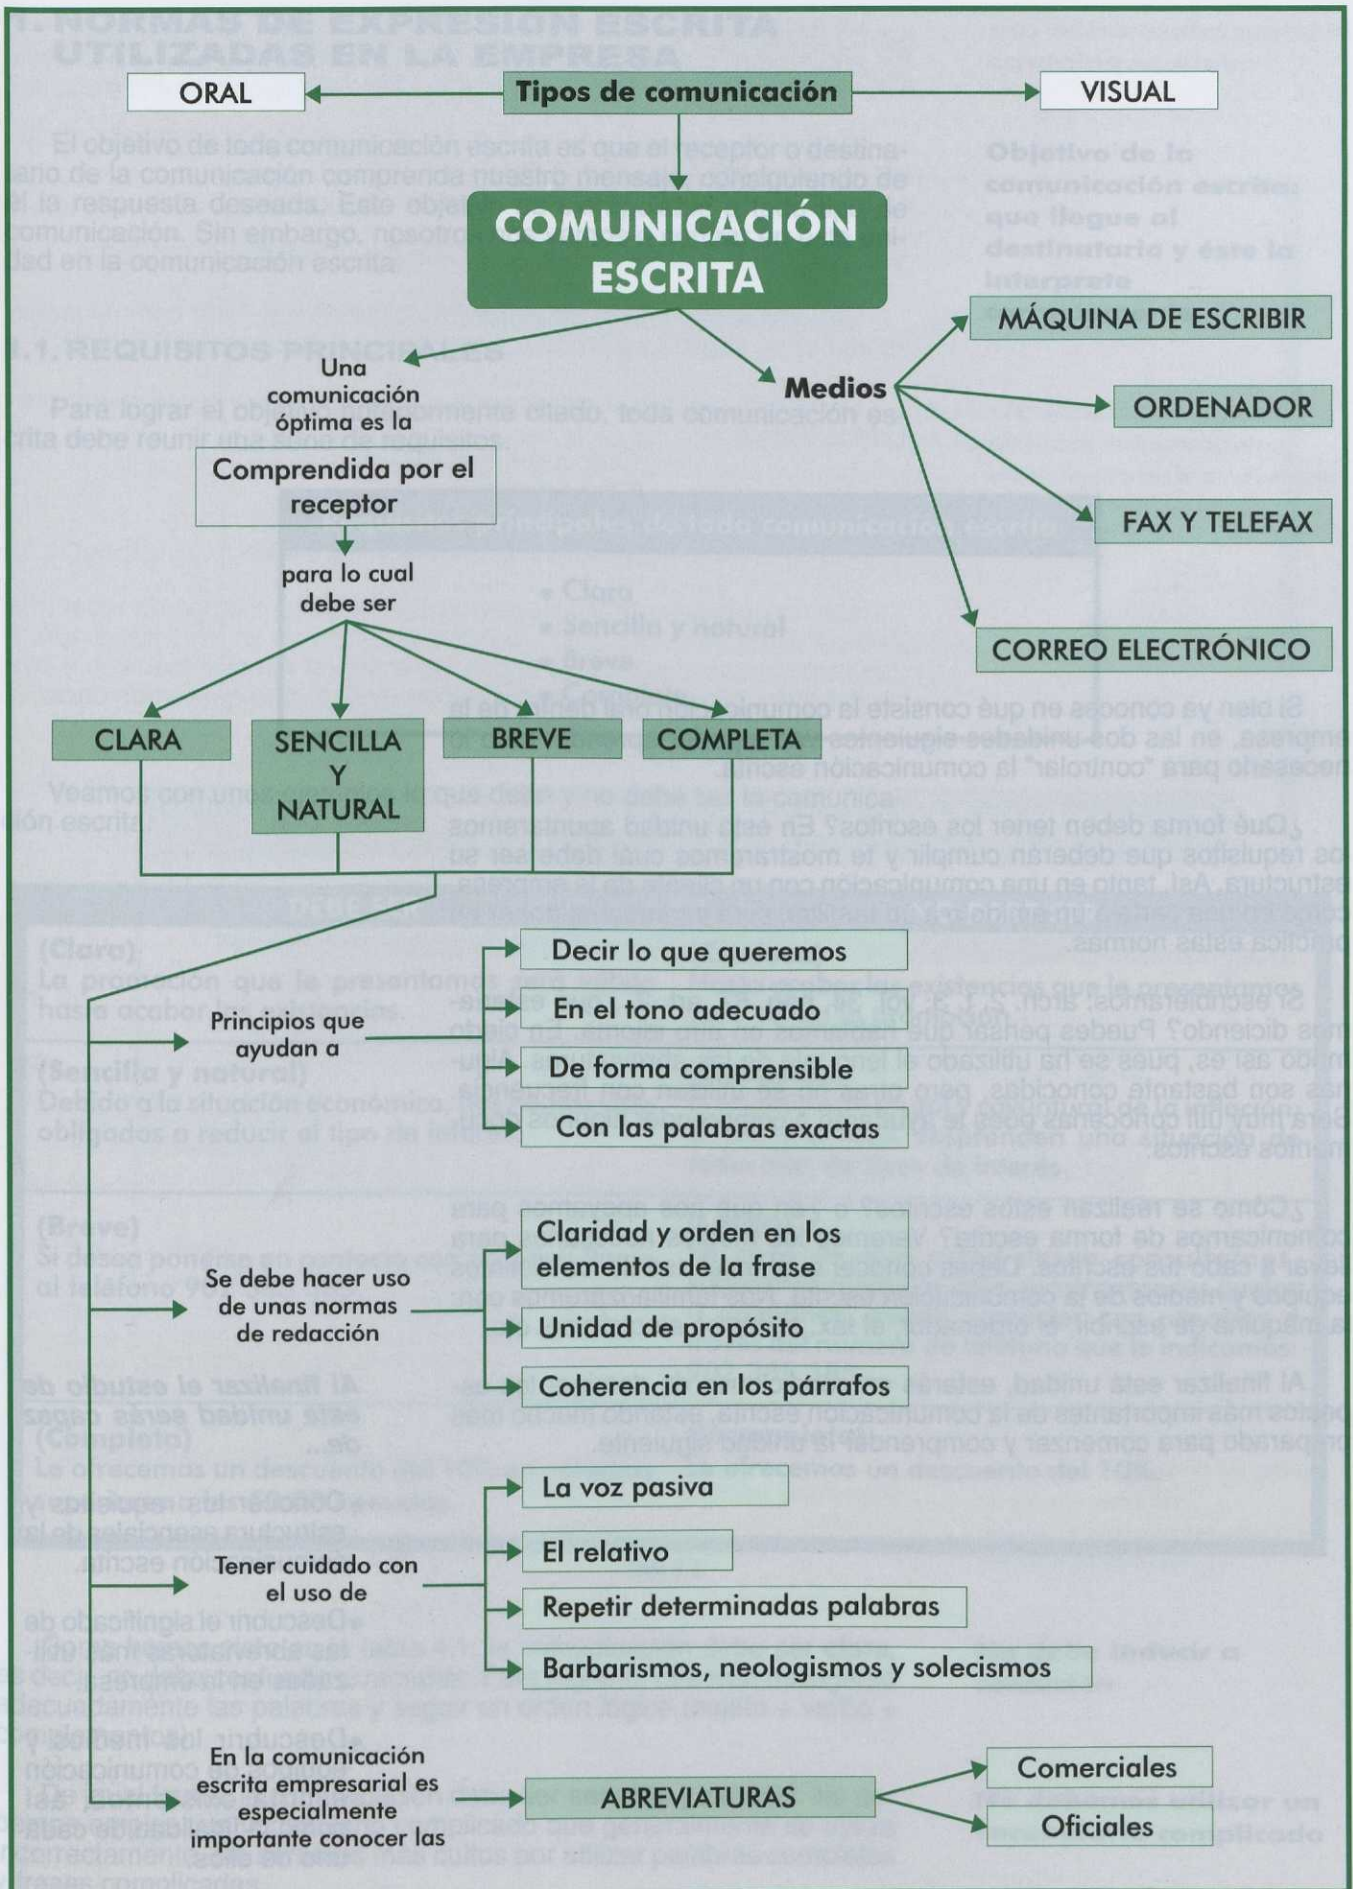 ORAL
Tipos de comunicación
VISUAL
COMUNICACIÓN
ESCRITA
Una
comunicación
óptima es la
Comprendida por el
receptor
para lo cual
debe ser
CLARA
SENCILLA
Y
NATURAL
BREVE
COMPLETA
Medios
MÁQUINA DE ESCRIBIR
ORDENADOR
FAX Y TELEFAX
CORREO ELECTRÓNICO
Principios que
ayudan a
Decir lo que queremos
En el tono adecuado
De forma comprensible
Con las palabras exactas
Se debe hacer uso
de unas normas
de redacción
Claridad y orden en los
elementos de la frase
Unidad de propósito
Coherencia en los párrafos
Tener cuidado con
el uso de
La voz pasiva
El relativo
Repetir determinadas palabras
Barbarismos, neologismos y solecismos
En la comunicación
escrita empresarial es
especialmente
importante conocer las
ABREVIATURAS
Comerciales
Oficiales